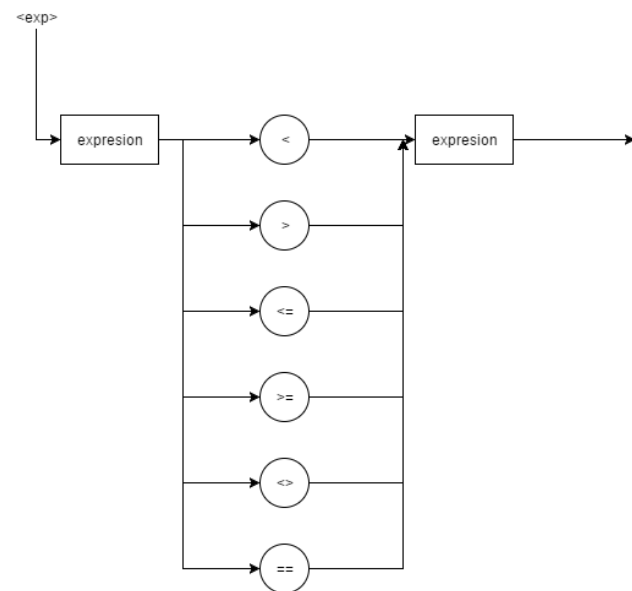 <exp>
expresion
<
expresion
>
<=
>=
<>
==